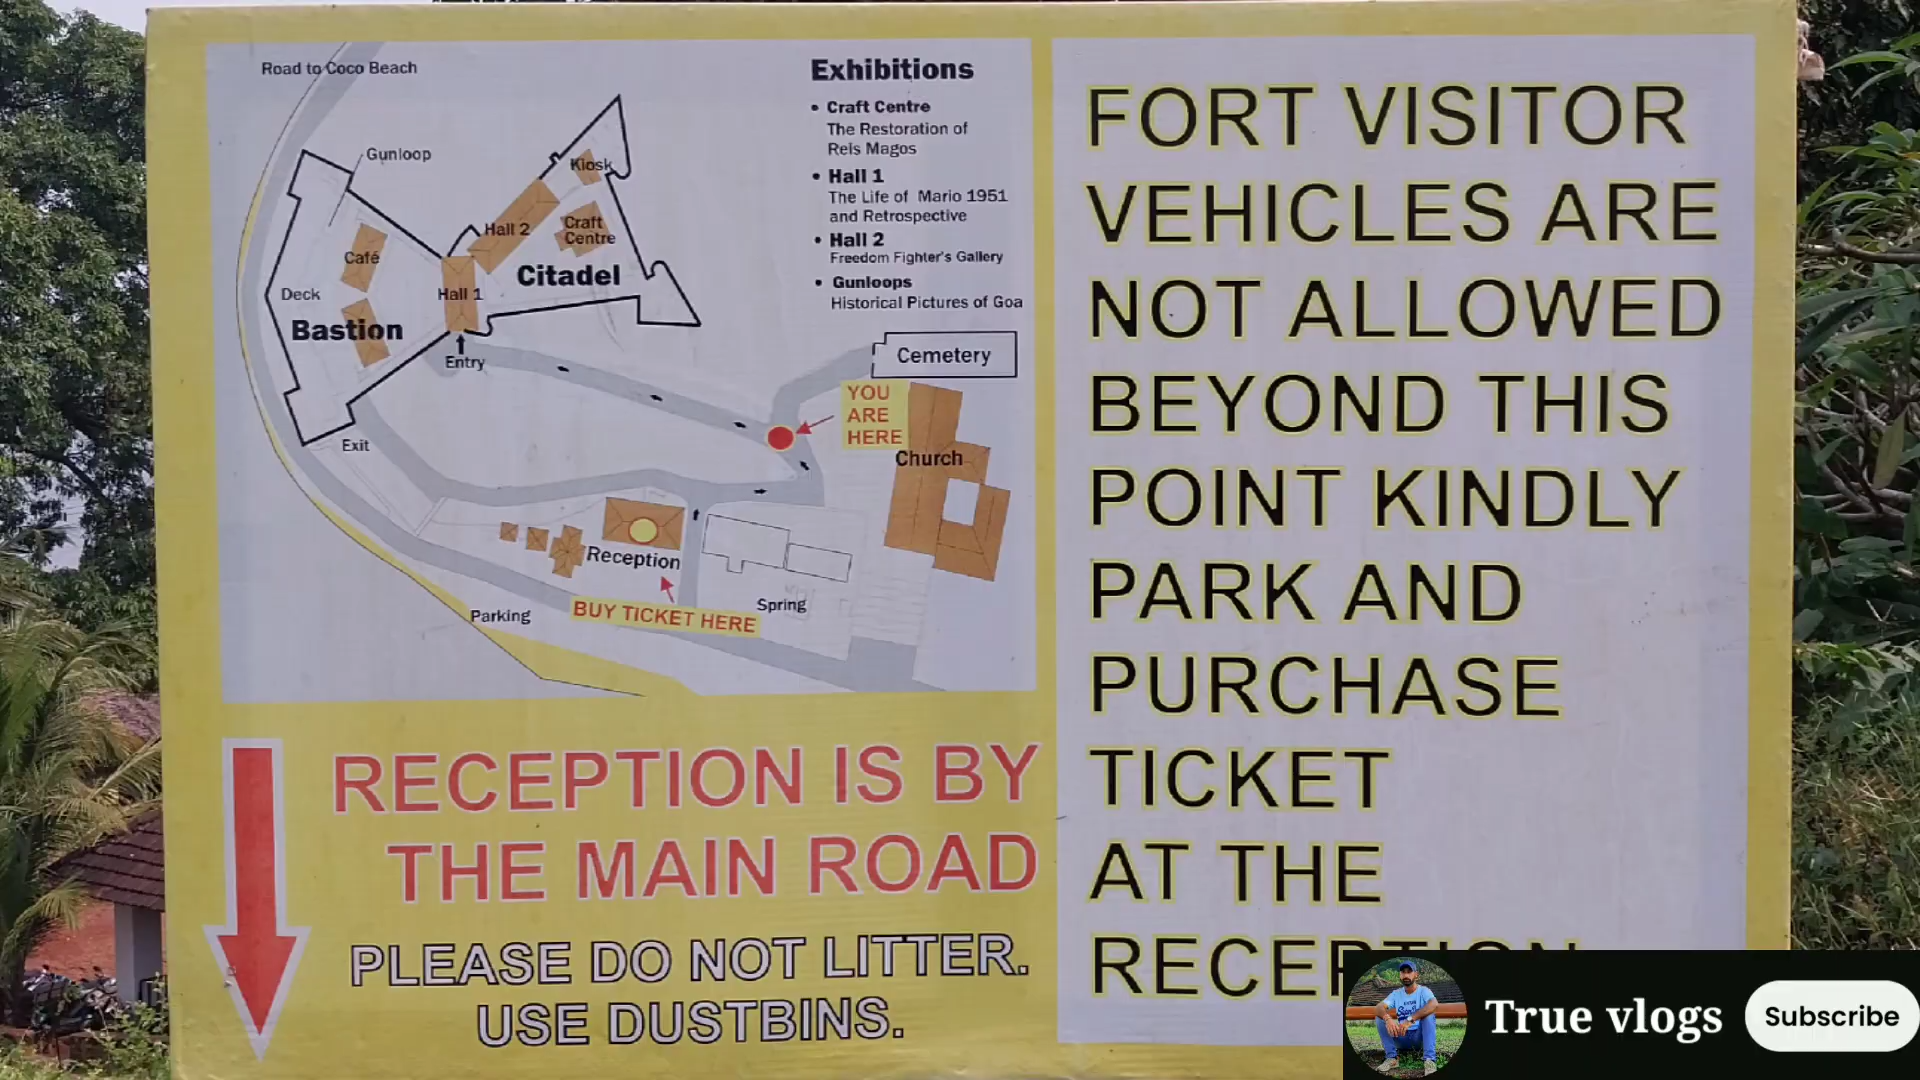 Road to Coco Beach
Gunloop
Kiosk
Hall 2
Craft
Centre
Café
Citadel
Deck
Hall 1
Bastion
Entry
Exit
Exhibitions
• Craft Centre
The Restoration of
Reis Magos
• Hall 1
The Life of Mario 1951
and Retrospective
• Hall 2
Freedom Fighter's Gallery
• Gunloops
Historical Pictures of Goa
Cemetery
YOU
ARE
HERE
Church
Reception
BUY TICKET HERE
Spring
Parking
RECEPTION IS BY
THE MAIN ROAD
PLEASE DO NOT LITTER.
USE DUSTBINS.
FORT VISITOR
VEHICLES ARE
NOT ALLOWED
BEYOND THIS
POINT KINDLY
PARK AND
PURCHASE
TICKET
AT THE
RECEPTION
True vlogs
Subscribe